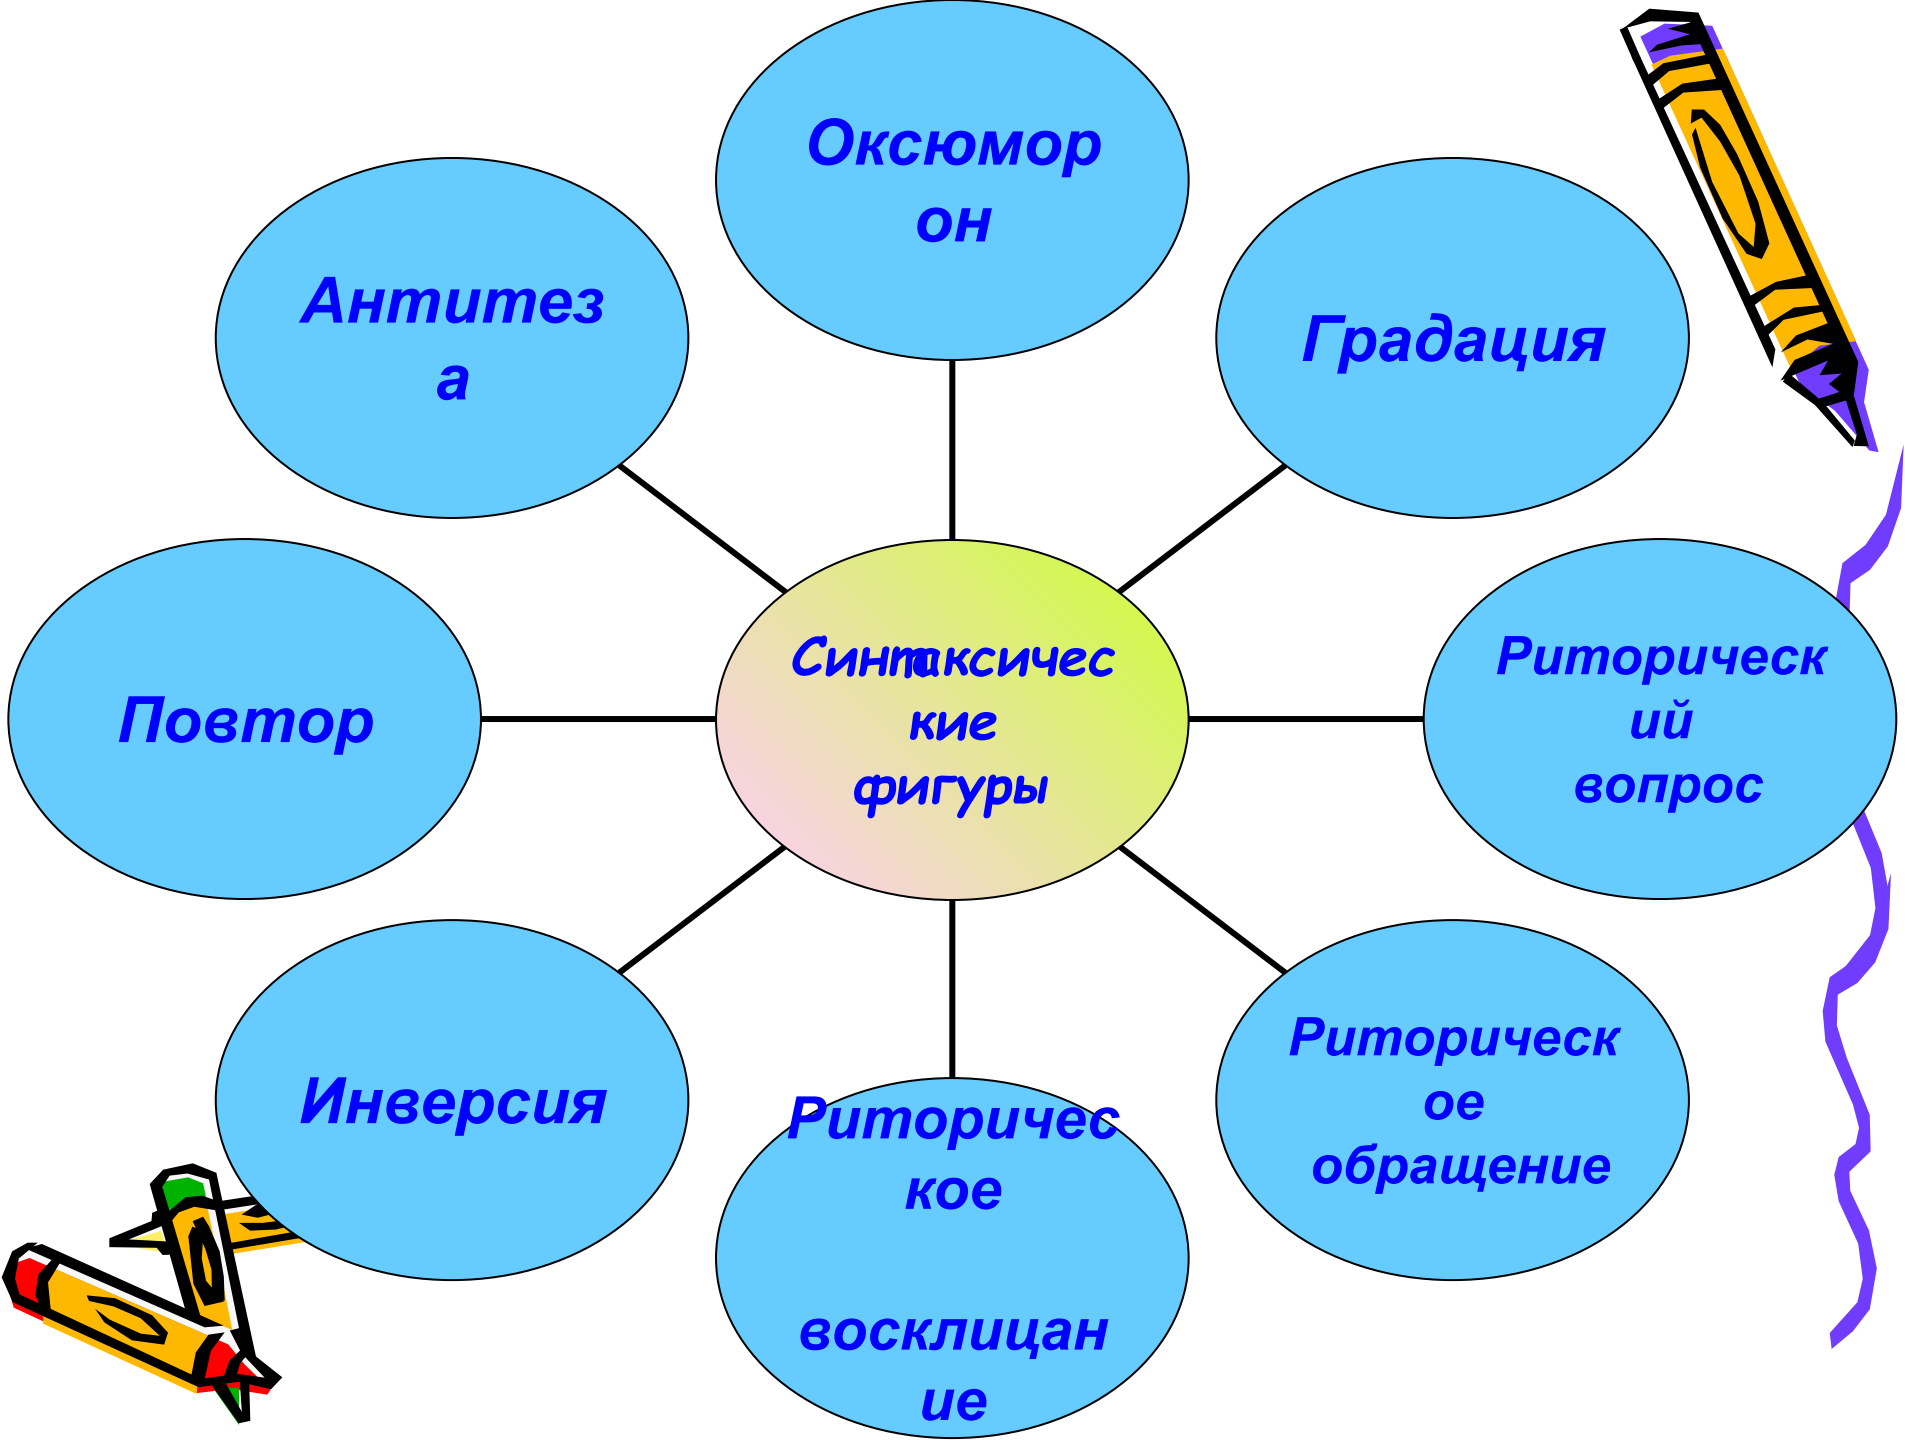 Оксюмор
он
Антитез
а
Градация
Повтор
Синтаксичес
кие
фигуры
Риторическ
ий
вопрос
Инверсия
Риторическ
ое
обращение
Риторичес
кое
восклицан
ие